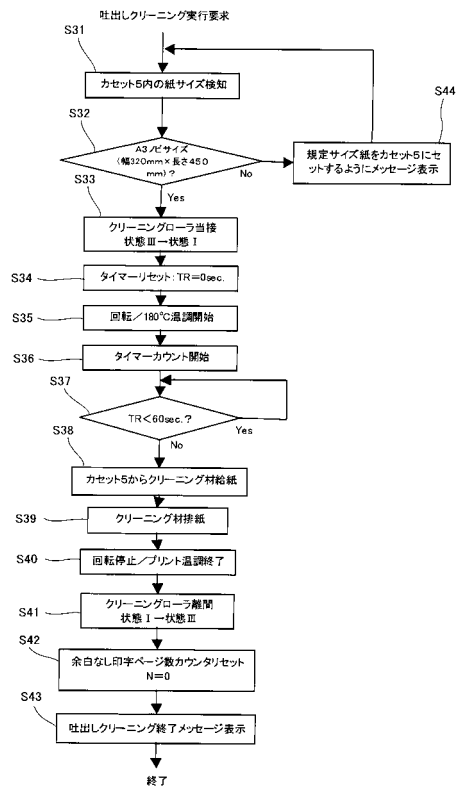 吐出しクリーニング実行要求
S31
カセット5内の紙サイズ検知
S44
規定サイズ紙をカセット5にセ
ットするようにメッセージ表示
S32
A3ノビサイズ
(幅320mm×長さ450
mm)?
No
Yes
S33
クリーニングローラ当接
状態Ⅲ→状態Ⅰ
S34
タイマーリセット:TR=0sec.
S35
回転/180℃温調開始
S36
タイマーカウント開始
S37
TR<60sec.?
Yes
No
S38
カセット5からクリーニング材給紙
S39
クリーニング材排紙
S40
回転停止/プリント温調終了
S41
クリーニングローラ離間
状態Ⅰ→状態Ⅲ
S42
余白なし印字ページ数カウンタリセット
N=0
S43
吐出しクリーニング終了メッセージ表示
終了